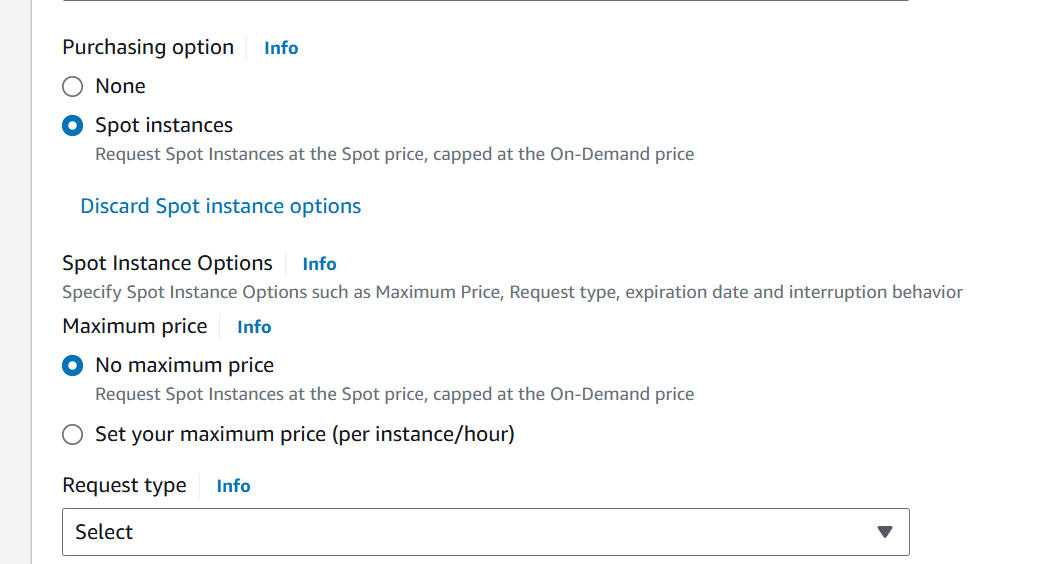 Purchasing option Info
None
Spot instances
Request Spot Instances at the Spot price, capped at the On-Demand price
Discard Spot instance options
Spot Instance Options Info
Specify Spot Instance Options such as Maximum Price, Request type, expiration date and interruption behavior
Maximum price Info
No maximum price
Request Spot Instances at the Spot price, capped at the On-Demand price
Set your maximum price (per instance/hour)
Request type Info
Select